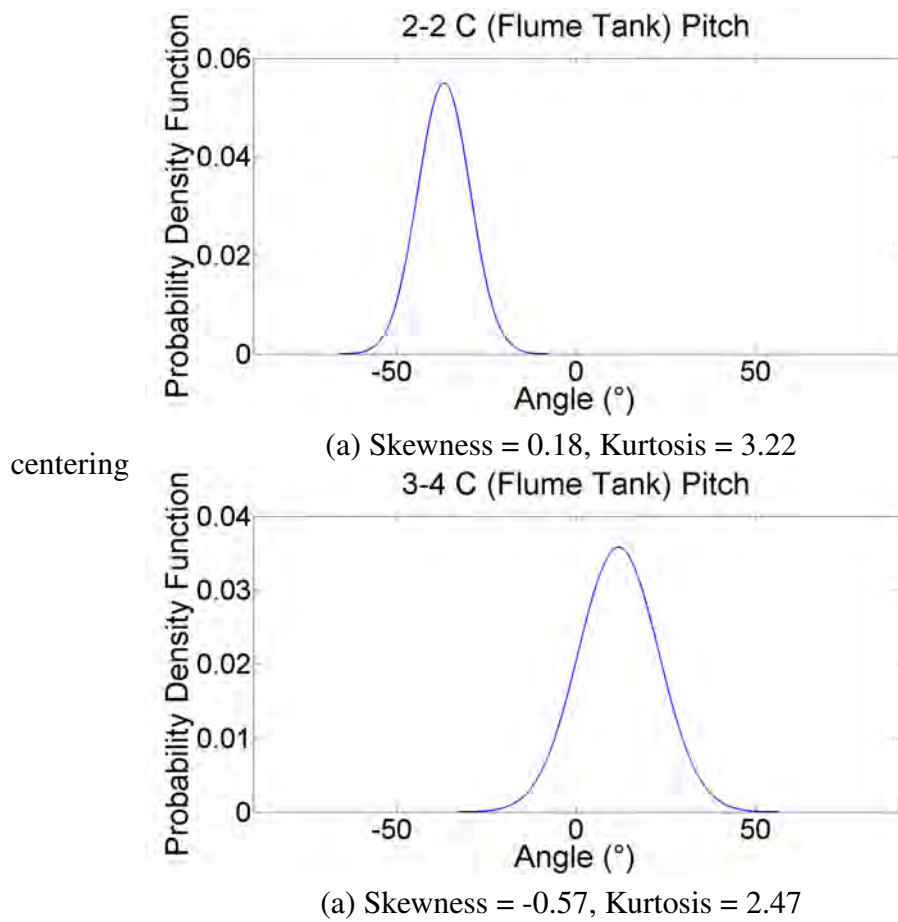 2-2 C (Flume Tank) Pitch
Probability Density Function
0.06
0.04
0.02
0
-50
0
50
Angle (°)
(a) Skewness = 0.18, Kurtosis = 3.22
centering
3-4 C (Flume Tank) Pitch
Probability Density Function
0.04
0.03
0.02
0.01
0
-50
0
50
Angle (°)
(a) Skewness = -0.57, Kurtosis = 2.47